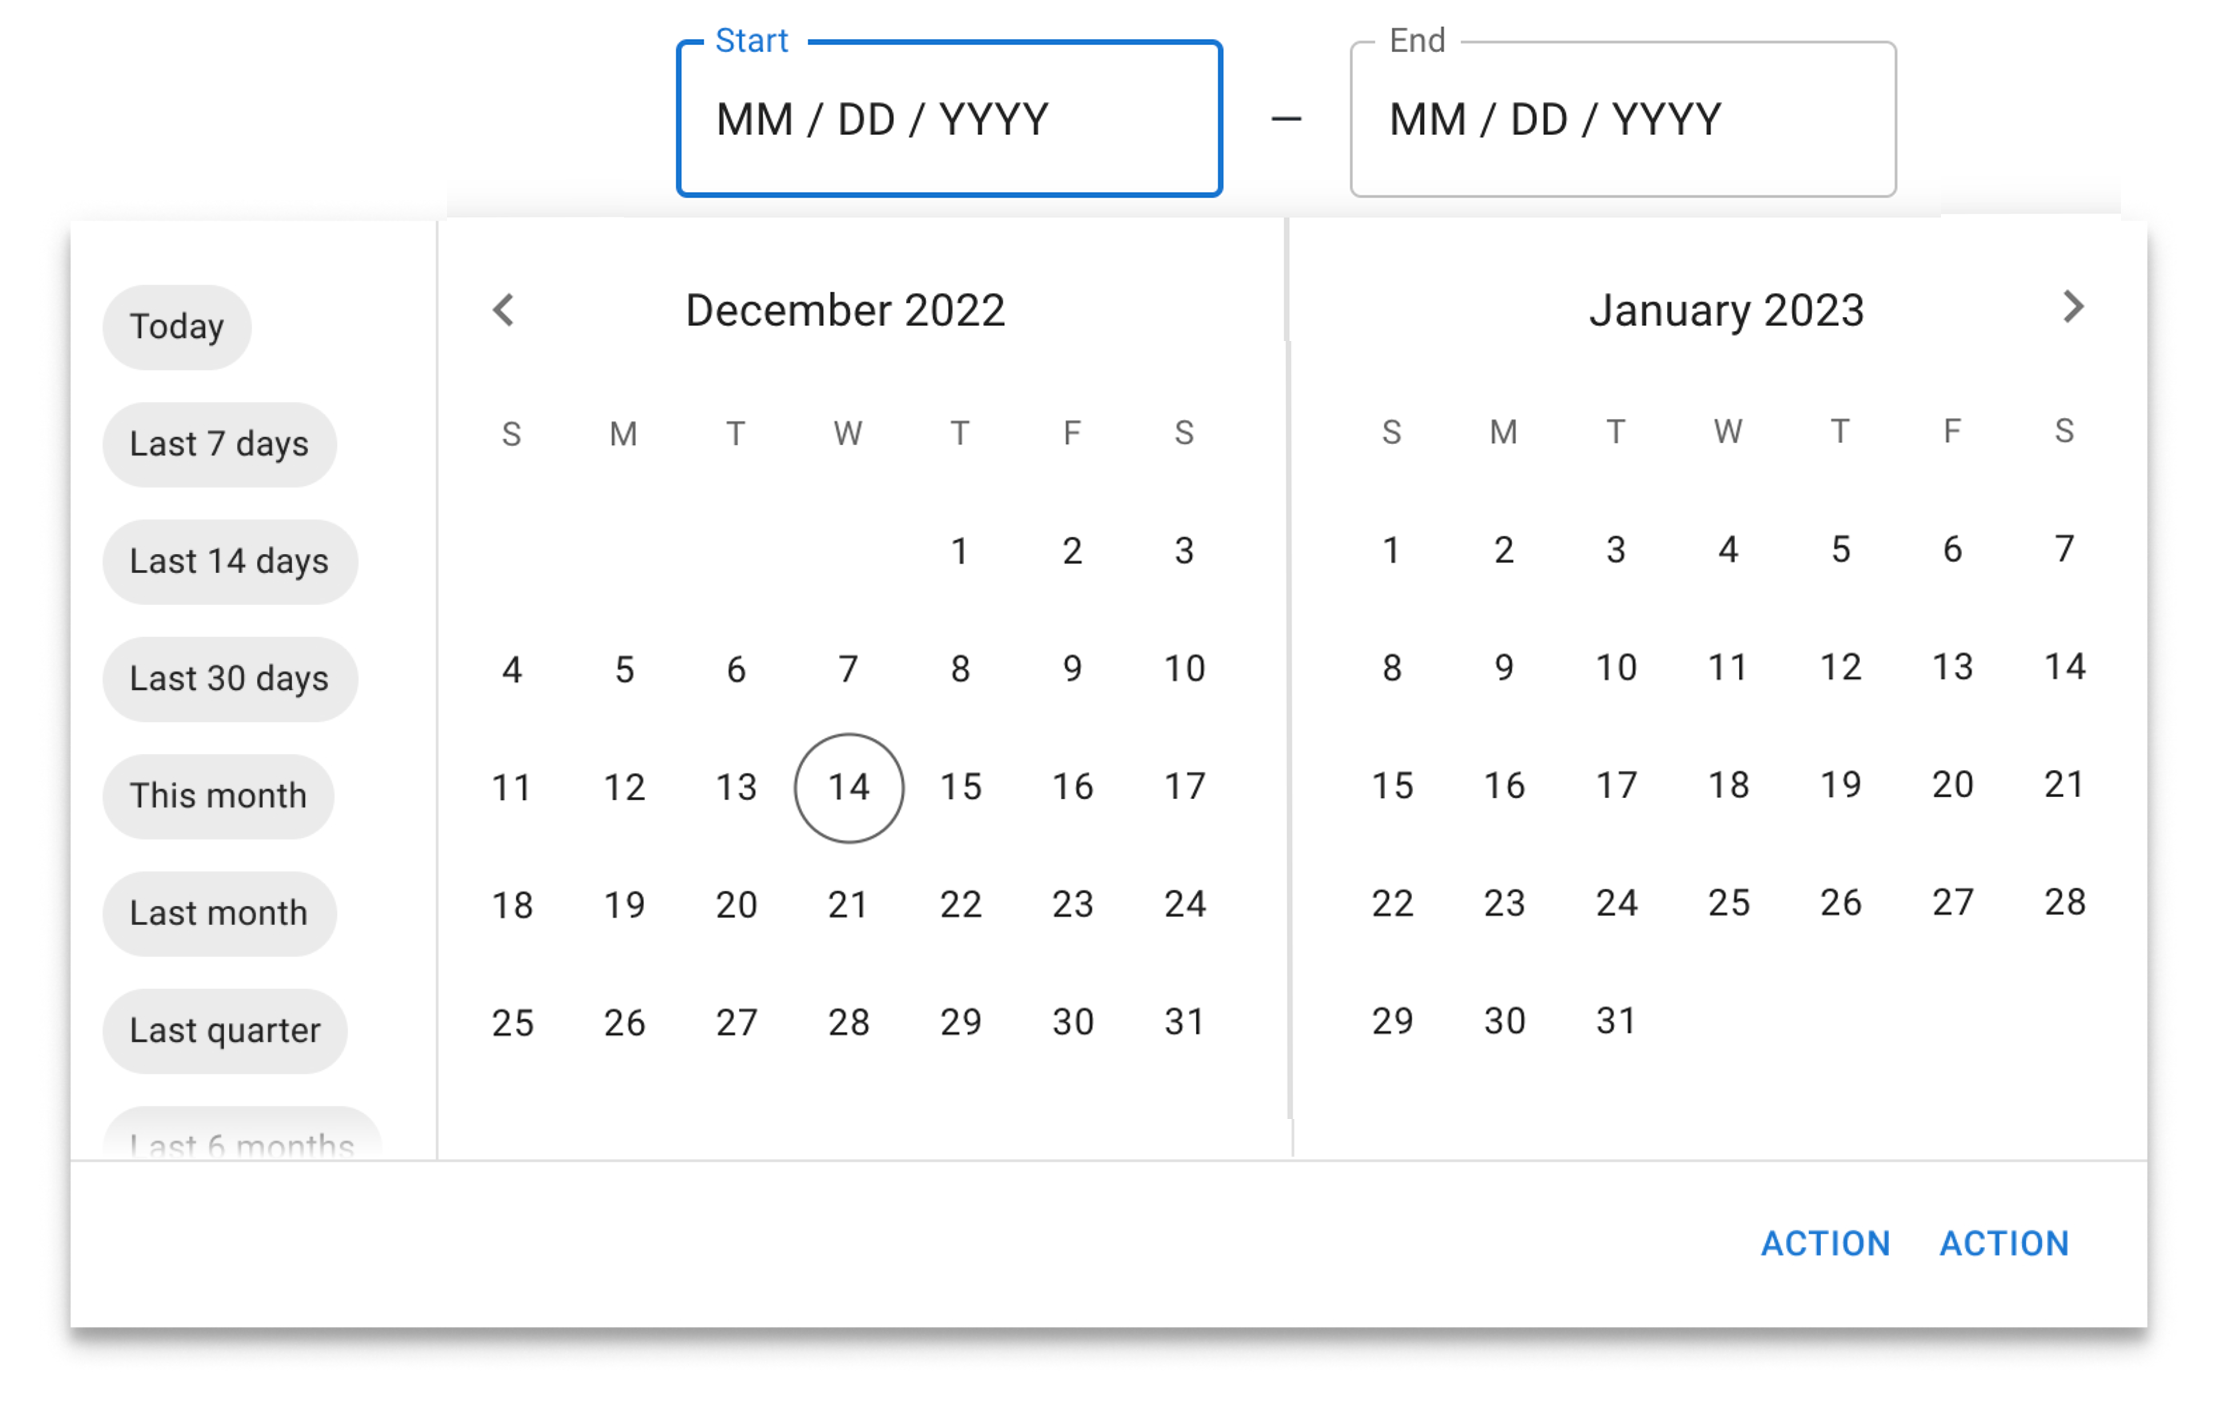 Start End
MM / DD / YYYY – MM / DD / YYYY
Today
Last 7 days
Last 14 days
Last 30 days
This month
Last month
Last quarter
Last 6 months
December 2022
S M T W T F S
1 2 3
4 5 6 7 8 9 10
11 12 13 14 15 16 17
18 19 20 21 22 23 24
25 26 27 28 29 30 31
January 2023
S M T W T F S
1 2 3 4 5 6 7
8 9 10 11 12 13 14
15 16 17 18 19 20 21
22 23 24 25 26 27 28
29 30 31
ACTION ACTION